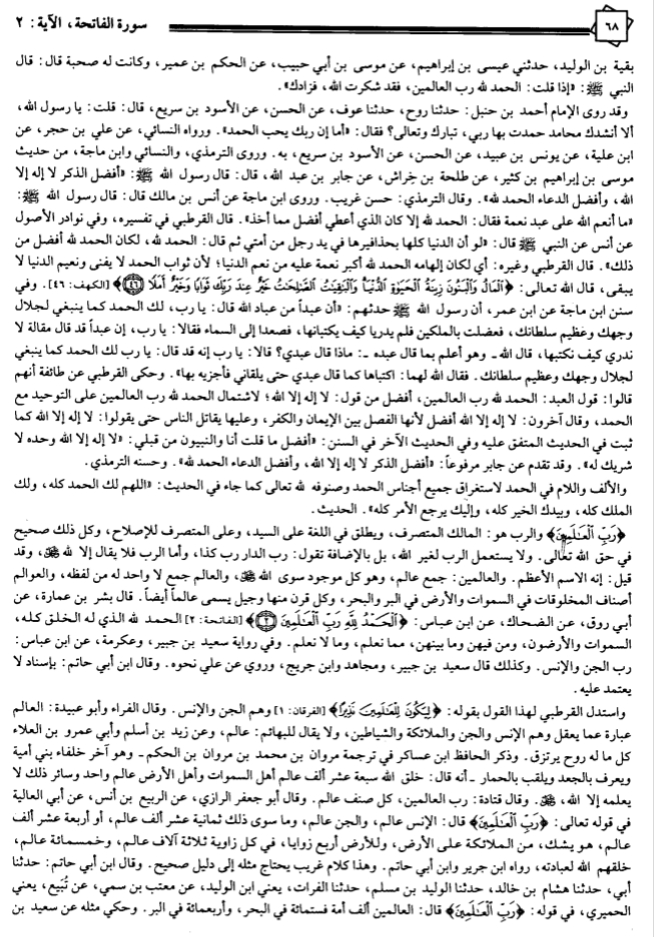 ٦٨
سورة الفاتحة، الآية: ٢
بقية بن الوليد، حدثني عيسى بن إبراهيم، عن موسى بن أبي حبيب، عن الحكم بن عمير، وكانت له صحبة قال: قال
النبي ﷺ: «إذا قلت: الحمد لله رب العالمين، فقد شكرت الله، فزادك».
وقد روى الإمام أحمد بن حنبل: حدثنا روح، حدثنا عوف، عن الحسن، عن الأسود بن سريع، قال: قلت: يا رسول الله،
ألا أنشدك محامد حمدت بها ربي، تبارك وتعالى؟ فقال: «أما إن ربك يحب الحمد». ورواه النسائي، عن علي بن حجر، عن
ابن علية، عن يونس بن عبيد، عن الحسن، عن الأسود بن سريع، به. وروى الترمذي، والنسائي وابن ماجة، من حديث
موسى بن إبراهيم بن كثير، عن طلحة بن خِراش، عن جابر بن عبد الله، قال: قال رسول الله ﷺ: «أفضل الذكر لا إله إلا
الله، وأفضل الدعاء الحمد لله». وقال الترمذي: حسن غريب. وروى ابن ماجة عن أنس بن مالك قال: قال رسول الله ﷺ:
«ما أنعم الله على عبد نعمة فقال: الحمد لله إلا كان الذي أعطي أفضل مما أخذ». قال القرطبي في تفسيره، وفي نوادر الأصول
عن أنس عن النبي ﷺ قال: «لو أن الدنيا كلها بحذافيرها في يد رجل من أمتي ثم قال: الحمد لله، لكان الحمد لله أفضل من
ذلك». قال القرطبي وغيره: أي لكان إلهامه الحمد لله أكبر نعمة عليه من نعم الدنيا؛ لأن ثواب الحمد لا يفنى ونعيم الدنيا لا
يبقى، قال الله تعالى: ﴿الْمَالُ وَالْبَنُونَ زِينَةُ الْحَيَوٰةِ الدُّنْيَا وَالْبَٰقِيَٰتُ الصَّٰلِحَٰتُ خَيْرٌ عِندَ رَبِّكَ ثَوَابًا وَخَيْرٌ أَمَلًا ٤٦﴾ [الكهف: ٤٦]. وفي
سنن ابن ماجة عن ابن عمر، أن رسول الله ﷺ حدثهم: «أن عبداً من عباد الله قال: يا رب، لك الحمد كما ينبغي لجلال
وجهك وعظيم سلطانك، فعضلت بالملكين فلم يدريا كيف يكتبانها، فصعدا إلى السماء فقالا: يا رب، إن عبداً قد قال مقالة لا
ندري كيف نكتبها، قال الله - وهو أعلم بما قال عبده -: ماذا قال عبدي؟ قالا: يا رب إنه قد قال: يا رب لك الحمد كما ينبغي
لجلال وجهك وعظيم سلطانك. فقال الله لهما: اكتباها كما قال عبدي حتى يلقاني فأجزيه بها». وحكى القرطبي عن طائفة أنهم
قالوا: قول العبد: الحمد لله رب العالمين، أفضل من قول: لا إله إلا الله؛ لاشتمال الحمد لله رب العالمين على التوحيد مع
الحمد، وقال آخرون: لا إله إلا الله أفضل لأنها الفصل بين الإيمان والكفر، وعليها يقاتل الناس حتى يقولوا: لا إله إلا الله كما
ثبت في الحديث المتفق عليه وفي الحديث الآخر في السنن: «أفضل ما قلت أنا والنبيون من قبلي: «لا إله إلا الله وحده لا
شريك له». وقد تقدم عن جابر مرفوعاً: «أفضل الذكر لا إله إلا الله، وأفضل الدعاء الحمد لله». وحسنه الترمذي.
والألف واللام في الحمد لاستغراق جميع أجناس الحمد وصنوفه لله تعالى كما جاء في الحديث: «اللهم لك الحمد كله، ولك
الملك كله، وبيدك الخير كله، وإليك يرجع الأمر كله». الحديث.
﴿رَبِّ الْعَٰلَمِينَ﴾ والرب هو: المالك المتصرف، ويطلق في اللغة على السيد، وعلى المتصرف للإصلاح، وكل ذلك صحيح
في حق الله تعالى. ولا يستعمل الرب لغير الله، بل بالإضافة تقول: رب الدار رب كذا، وأما الرب فلا يقال إلا لله ﷻ، وقد
قيل: إنه الاسم الأعظم. والعالمين: جمع عالم، وهو كل موجود سوى الله ﷻ، والعالم جمع لا واحد له من لفظه، والعوالم
أصناف المخلوقات في السموات والأرض في البر والبحر، وكل قرن منها وجيل يسمى عالماً أيضاً. قال بشر بن عمارة، عن
أبي روق، عن الضحاك، عن ابن عباس: ﴿الْحَمْدُ لِلَّهِ رَبِّ الْعَٰلَمِينَ ٢﴾ [الفاتحة: ٢] الحمد لله الذي له الخلق كله،
السموات والأرضون، ومن فيهن وما بينهن، مما نعلم، وما لا نعلم. وفي رواية سعيد بن جبير، وعكرمة، عن ابن عباس:
رب الجن والإنس. وكذلك قال سعيد بن جبير، ومجاهد وابن جريج، وروي عن علي نحوه. وقال ابن أبي حاتم: بإسناد لا
يعتمد عليه.
واستدل القرطبي لهذا القول بقوله: ﴿لِيَكُونَ لِلْعَٰلَمِينَ نَذِيرًا﴾ [الفرقان: ١] وهم الجن والإنس. وقال الفراء وأبو عبيدة: العالم
عبارة عما يعقل وهم الإنس والجن والملائكة والشياطين، ولا يقال للبهائم: عالم، وعن زيد بن أسلم وأبي عمرو بن العلاء
كل ما له روح يرتزق. وذكر الحافظ ابن عساكر في ترجمة مروان بن محمد بن مروان بن الحكم - وهو آخر خلفاء بني أمية
ويعرف بالجعد ويلقب بالحمار - أنه قال: خلق الله سبعة عشر ألف عالم أهل السموات وأهل الأرض عالم واحد وسائر ذلك لا
يعلمه إلا الله، ﷻ. وقال قتادة: رب العالمين، كل صنف عالم. وقال أبو جعفر الرازي، عن الربيع بن أنس، عن أبي العالية
في قوله تعالى: ﴿رَبِّ الْعَٰلَمِينَ﴾ قال: الإنس عالم، والجن عالم، وما سوى ذلك ثمانية عشر ألف عالم، أو أربعة عشر ألف
عالم، هو يشك، من الملائكة على الأرض، وللأرض أربع زوايا، في كل زاوية ثلاثة آلاف عالم، وخمسمائة عالم،
خلقهم الله لعبادته، رواه ابن جرير وابن أبي حاتم. وهذا كلام غريب يحتاج مثله إلى دليل صحيح. وقال ابن أبي حاتم: حدثنا
أبي، حدثنا هشام بن خالد، حدثنا الوليد بن مسلم، حدثنا الفرات، يعني ابن الوليد، عن معتب بن سمي، عن تُبَيع، يعني
الحميري، في قوله: ﴿رَبِّ الْعَٰلَمِينَ﴾ قال: العالمين ألف أمة فستمائة في البحر، وأربعمائة في البر. وحكي مثله عن سعيد بن